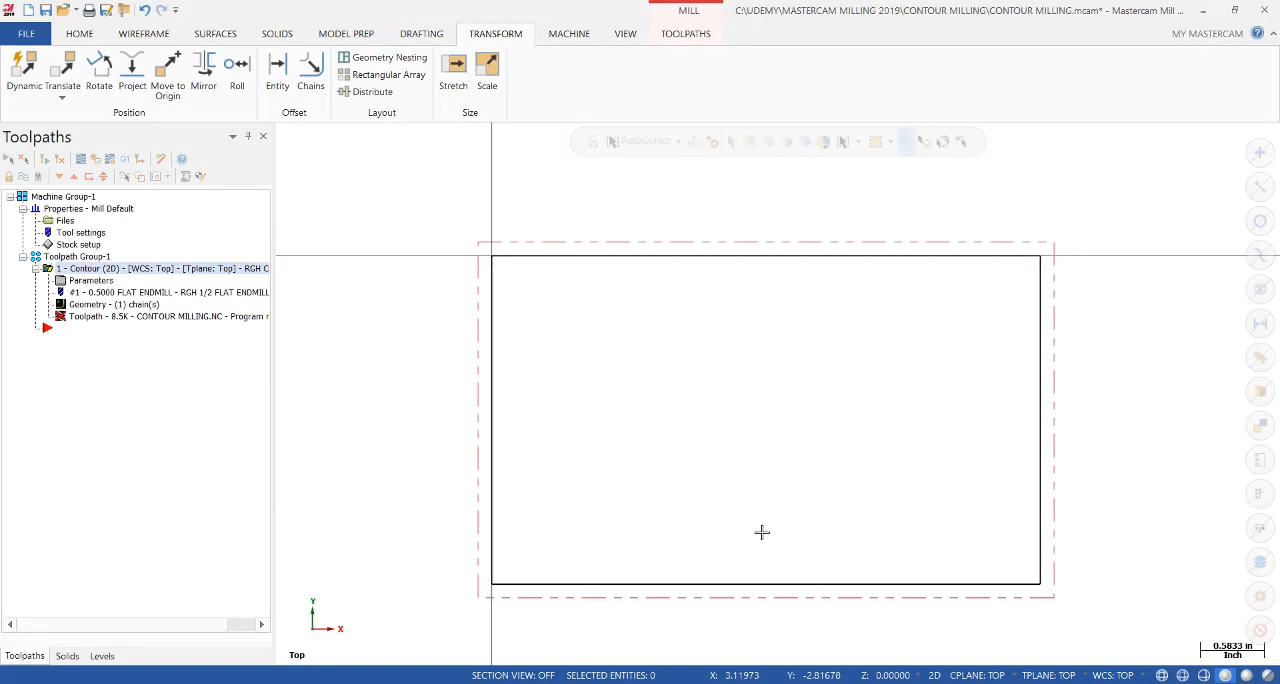 MILL
C:\UDEMY\MASTERCAM MILLING 2019\CONTOUR MILLING\CONTOUR MILLING.mcam* - Mastercam Mill ...
FILE HOME WIREFRAME SURFACES SOLIDS MODEL PREP DRAFTING TRANSFORM MACHINE VIEW TOOLPATHS MY MASTERCAM
Dynamic Translate Rotate Project Move to Origin Mirror Roll
Position
Entity Chains
Offset
Geometry Nesting
Rectangular Array
Distribute
Layout
Stretch Scale
Size
Toolpaths
AutoCursor
G1
Machine Group-1
Properties - Mill Default
Files
Tool settings
Stock setup
Toolpath Group-1
1 - Contour (2D) - [WCS: Top] - [Tplane: Top] - RGH C
Parameters
#1 - 0.5000 FLAT ENDMILL - RGH 1/2 FLAT ENDMILL
Geometry - (1) chain(s)
Toolpath - 8.5K - CONTOUR MILLING.NC - Program r
Y
X
Top
0.5833 in
Inch
Toolpaths Solids Levels
SECTION VIEW: OFF SELECTED ENTITIES: 0 X: 3.11973 Y: -2.81678 Z: 0.00000 2D CPLANE: TOP TPLANE: TOP WCS: TOP